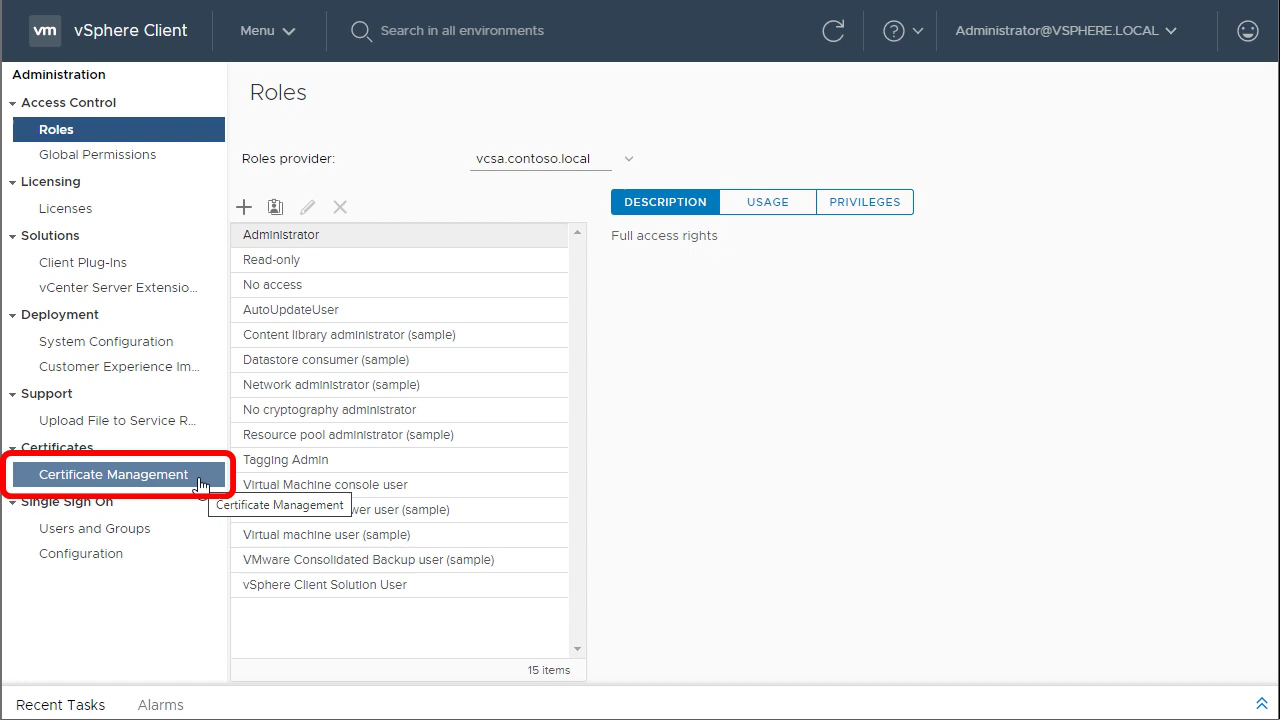 vm vSphere Client Menu Search in all environments ? Administrator@VSPHERE.LOCAL
Administration
Access Control
Roles
Global Permissions
Licensing
Licenses
Solutions
Client Plug-Ins
vCenter Server Extensio...
Deployment
System Configuration
Customer Experience Im...
Support
Upload File to Service R...
Certificates
Certificate Management
Single Sign On
Users and Groups
Configuration
Roles
Roles provider: vcsa.contoso.local
Administrator
Read-only
No access
AutoUpdateUser
Content library administrator (sample)
Datastore consumer (sample)
Network administrator (sample)
No cryptography administrator
Resource pool administrator (sample)
Tagging Admin
Virtual Machine console user
Certificate Management
wer user (sample)
Virtual machine user (sample)
VMware Consolidated Backup user (sample)
vSphere Client Solution User
15 items
DESCRIPTION USAGE PRIVILEGES
Full access rights
Recent Tasks Alarms